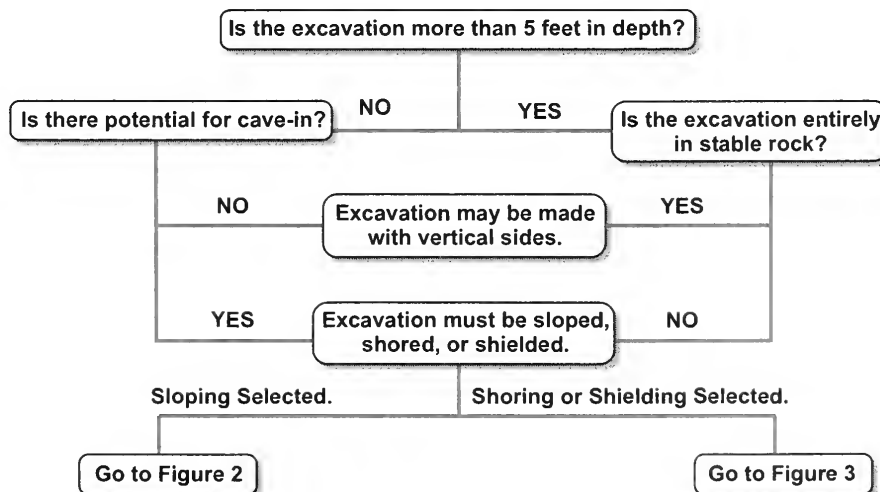 Is the excavation more than 5 feet in depth?
NO
YES
Is there potential for cave-in?
Is the excavation entirely
in stable rock?
NO
Excavation may be made
with vertical sides.
YES
YES
Excavation must be sloped,
shored, or shielded.
NO
Sloping Selected.
Shoring or Shielding Selected.
Go to Figure 2
Go to Figure 3